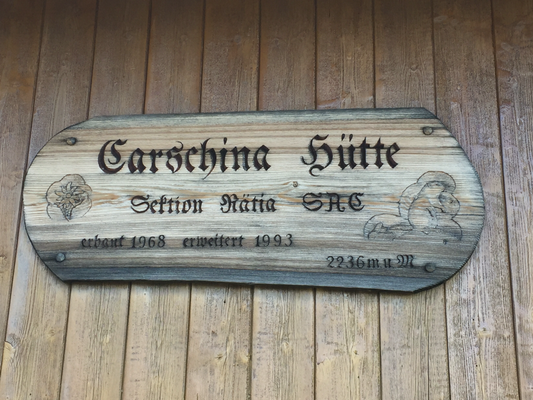 Carschina Hütte
Sektion Rätia SAC
erbaut 1968 erweitert 1993
2236 m u M